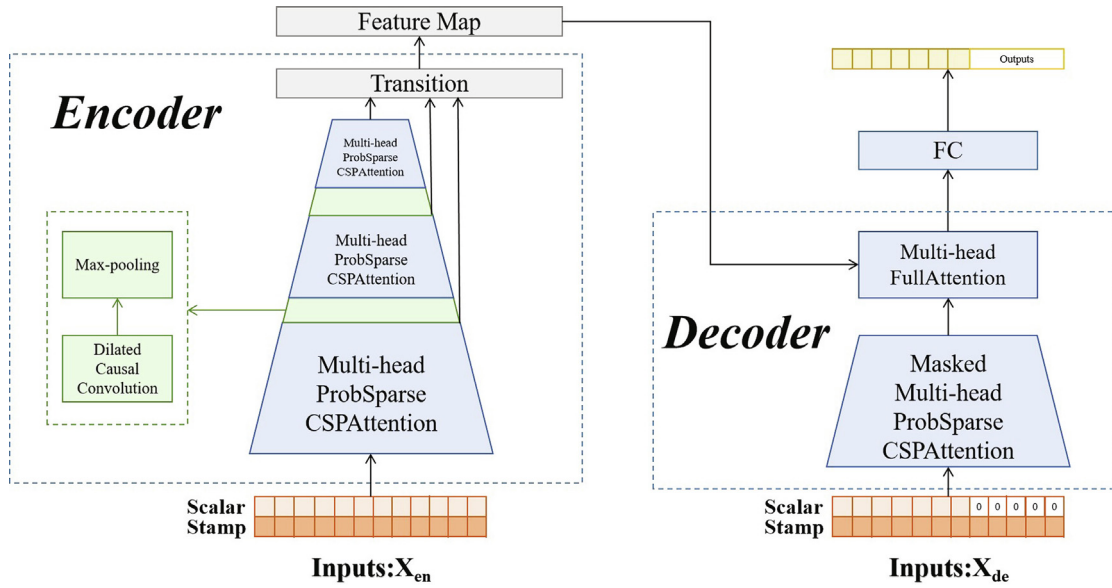 Feature Map
Transition
Encoder
Multi-head
ProbSparse
CSPAttention
Multi-head
ProbSparse
CSPAttention
Multi-head
ProbSparse
CSPAttention
Max-pooling
Dilated
Causal
Convolution
Scalar
Stamp
Inputs:Xen
Outputs
FC
Multi-head
FullAttention
Decoder
Masked
Multi-head
ProbSparse
CSPAttention
Scalar 0 0 0 0 0
Stamp
Inputs:Xde